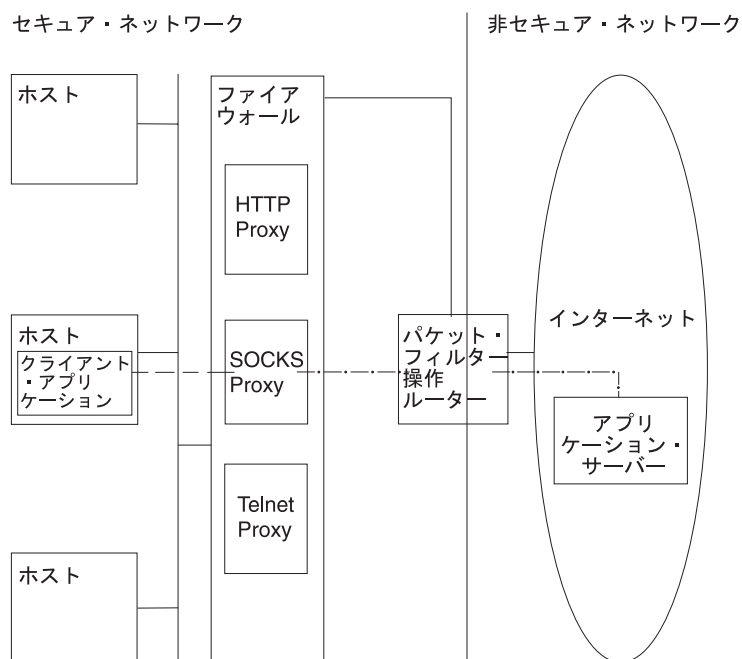 セキュア・ネットワーク
非セキュア・ネットワーク
ホスト
ファイア
ウォール
HTTP
Proxy
ホスト
クライアント
・アプリ
ケーション
SOCKS
Proxy
パケット・
フィルター
操作
ルーター
インターネット
アプリ
ケーション・
サーバー
Telnet
Proxy
ホスト